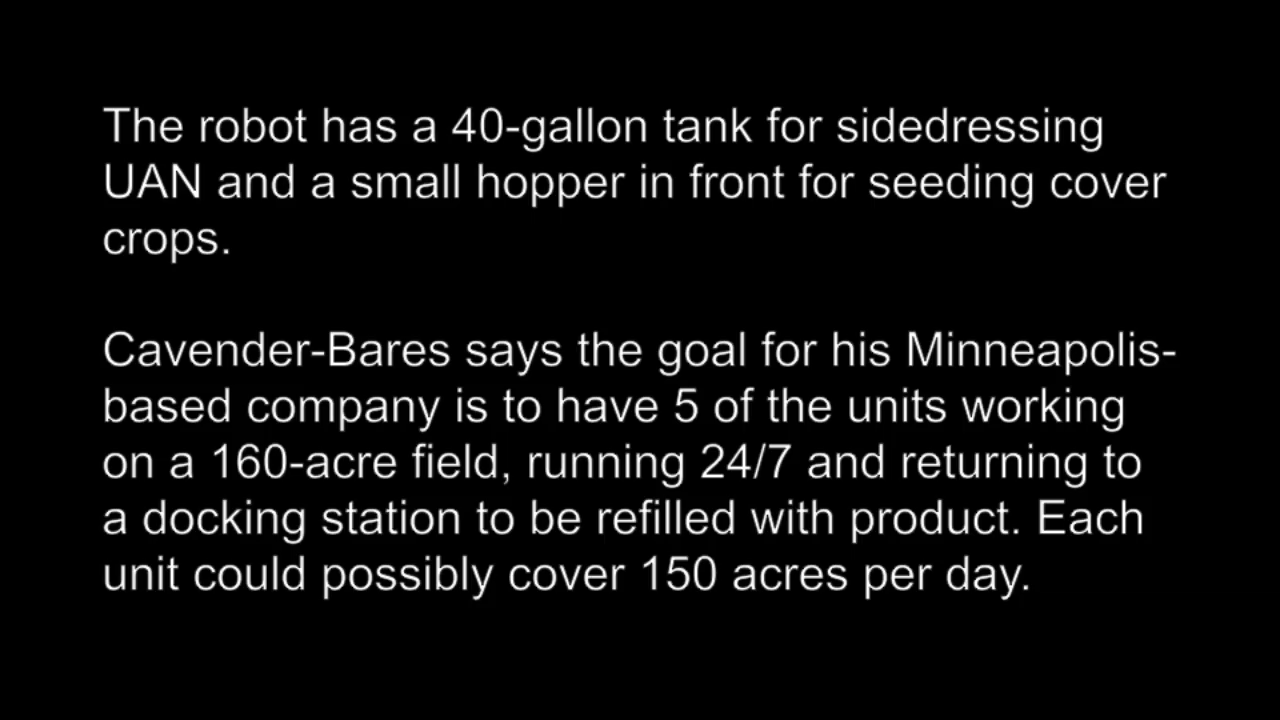 The robot has a 40-gallon tank for sidedressing
UAN and a small hopper in front for seeding cover
crops.
Cavender-Bares says the goal for his Minneapolis-
based company is to have 5 of the units working
on a 160-acre field, running 24/7 and returning to
a docking station to be refilled with product. Each
unit could possibly cover 150 acres per day.